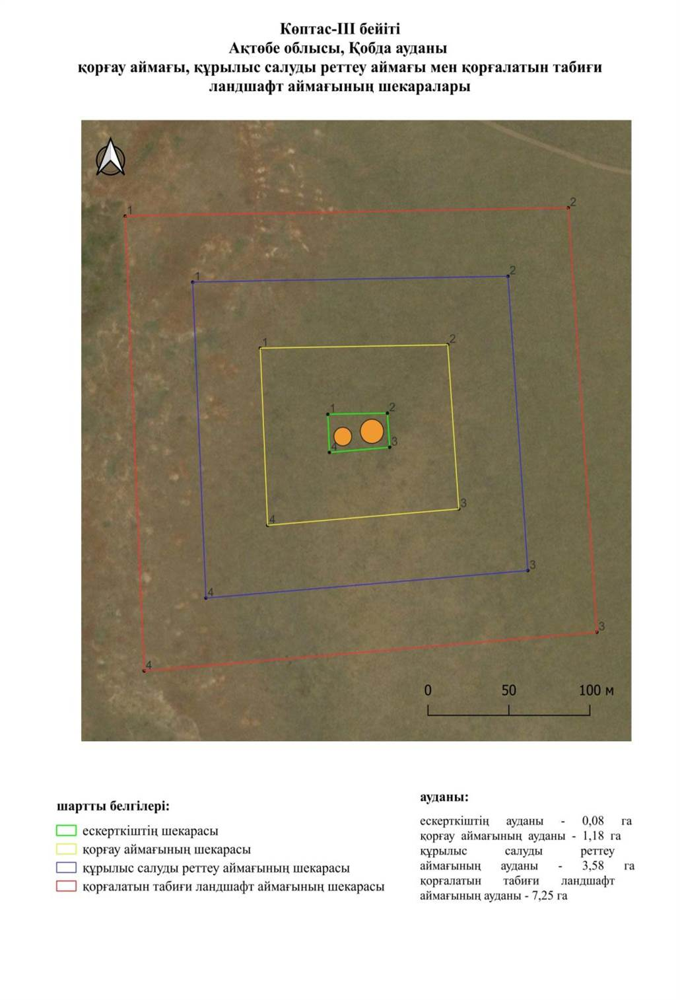 Көптас-III бейіті
Ақтөбе облысы, Қобда ауданы
қорғау аймағы, құрылыс салуды реттеу аймағы мен қорғалатын табиғи
ландшафт аймағының шекаралары
1
2
1
2
1
2
1
2
3
4
3
4
3
4
3
4
0 50 100 м
шартты белгілері:
ескерткіштің шекарасы
қорғау аймағының шекарасы
құрылыс салуды реттеу аймағының шекарасы
қорғалатын табиғи ландшафт аймағының шекарасы
ауданы:
ескерткіштің ауданы - 0,08 га
қорғау аймағының ауданы - 1,18 га
құрылыс салуды реттеу
аймағының ауданы - 3,58 га
қорғалатын табиғи ландшафт
аймағының ауданы - 7,25 га